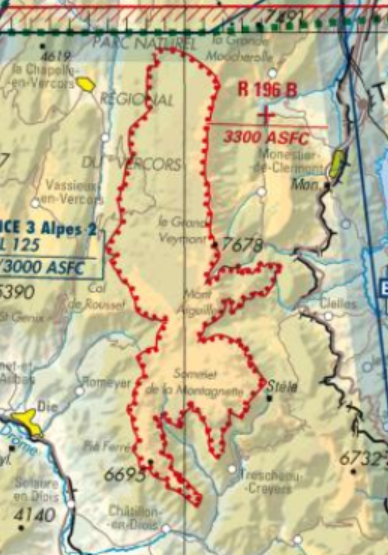 7491
4619
PARC NATUREL
la Grande
Moucherolle
la Chapelle
-en-Vercors
RÉGIONAL
R 196 B
3300 ASFC
DU VERCORS
Monestier-
de-Clermont
Mon.
Vassieux
-en-Vercors
le Grand
Veymont
7678
ICE 3 Alpes 2
L 125
/3000 ASFC
5390
Col
de Rousset
Mont
Aiguille
St Genix
Clelles
Sommet
de la Montagnette
Romeyer
Stèle
Die
Pié Ferré
6695
6732
Treschenu-
-Creyers
Solaure
en Diois
4140
Châtillon-
-en-Diois